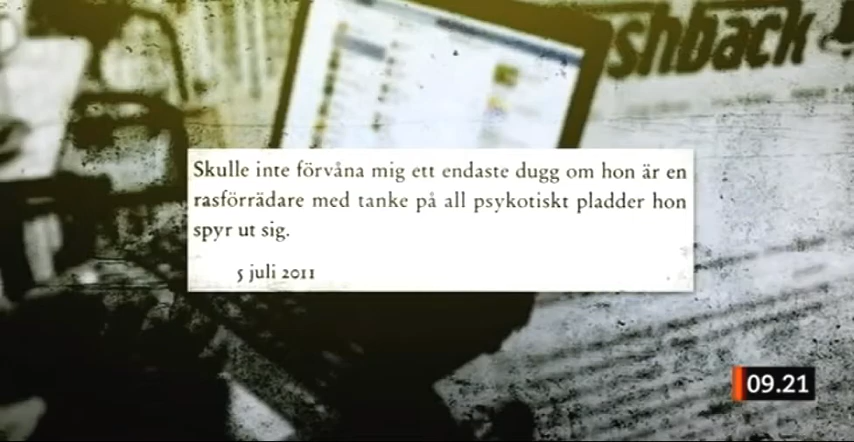 shback
Skulle inte förvåna mig ett endaste dugg om hon är en
rasförrädare med tanke på all psykotiskt pladder hon
spyr ut sig.
5 juli 2011
09.21